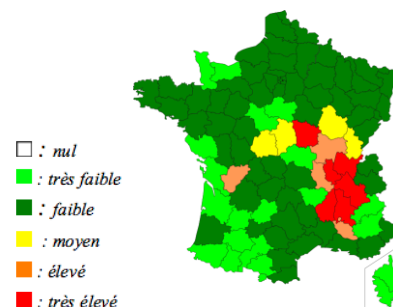 : nul
: très faible
: faible
: moyen
: élevé
: très élevé